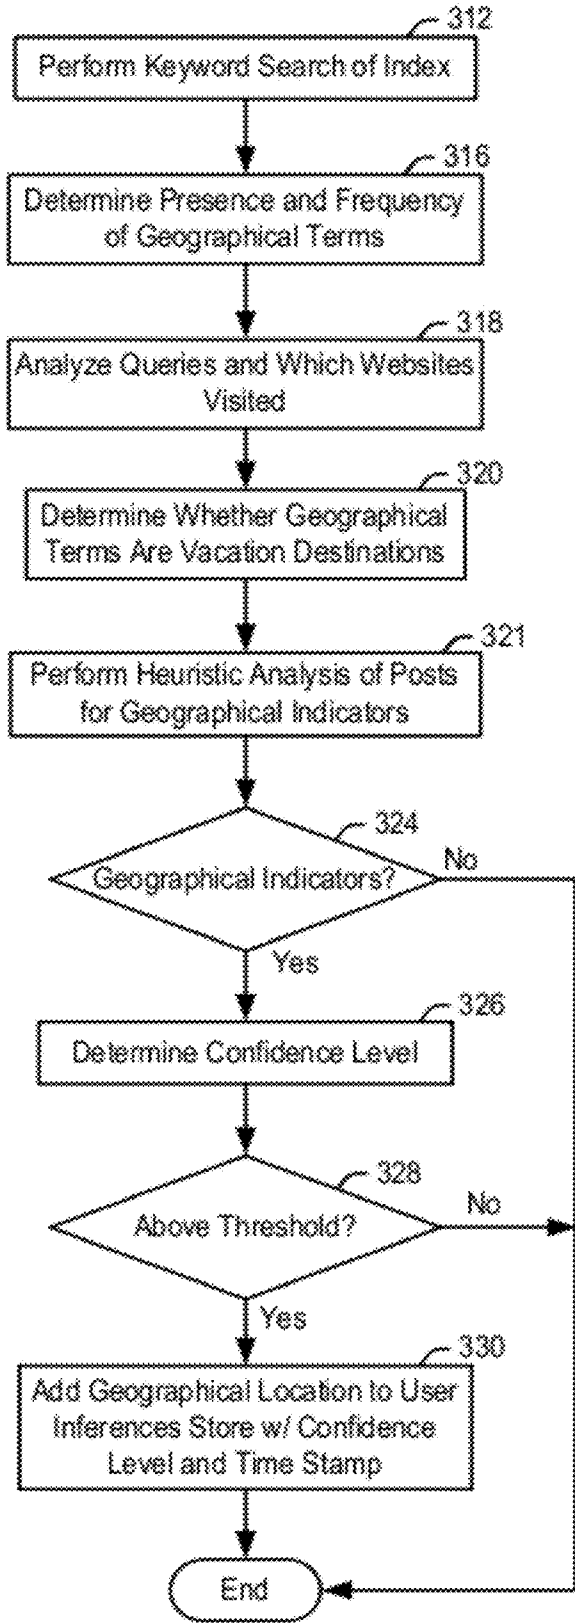 312
Perform Keyword Search of Index
316
Determine Presence and Frequency
of Geographical Terms
318
Analyze Queries and Which Websites
Visited
320
Determine Whether Geographical
Terms Are Vacation Destinations
321
Perform Heuristic Analysis of Posts
for Geographical Indicators
324
Geographical Indicators?
No
Yes
326
Determine Confidence Level
328
Above Threshold?
No
Yes
330
Add Geographical Location to User
Inferences Store w/ Confidence
Level and Time Stamp
End